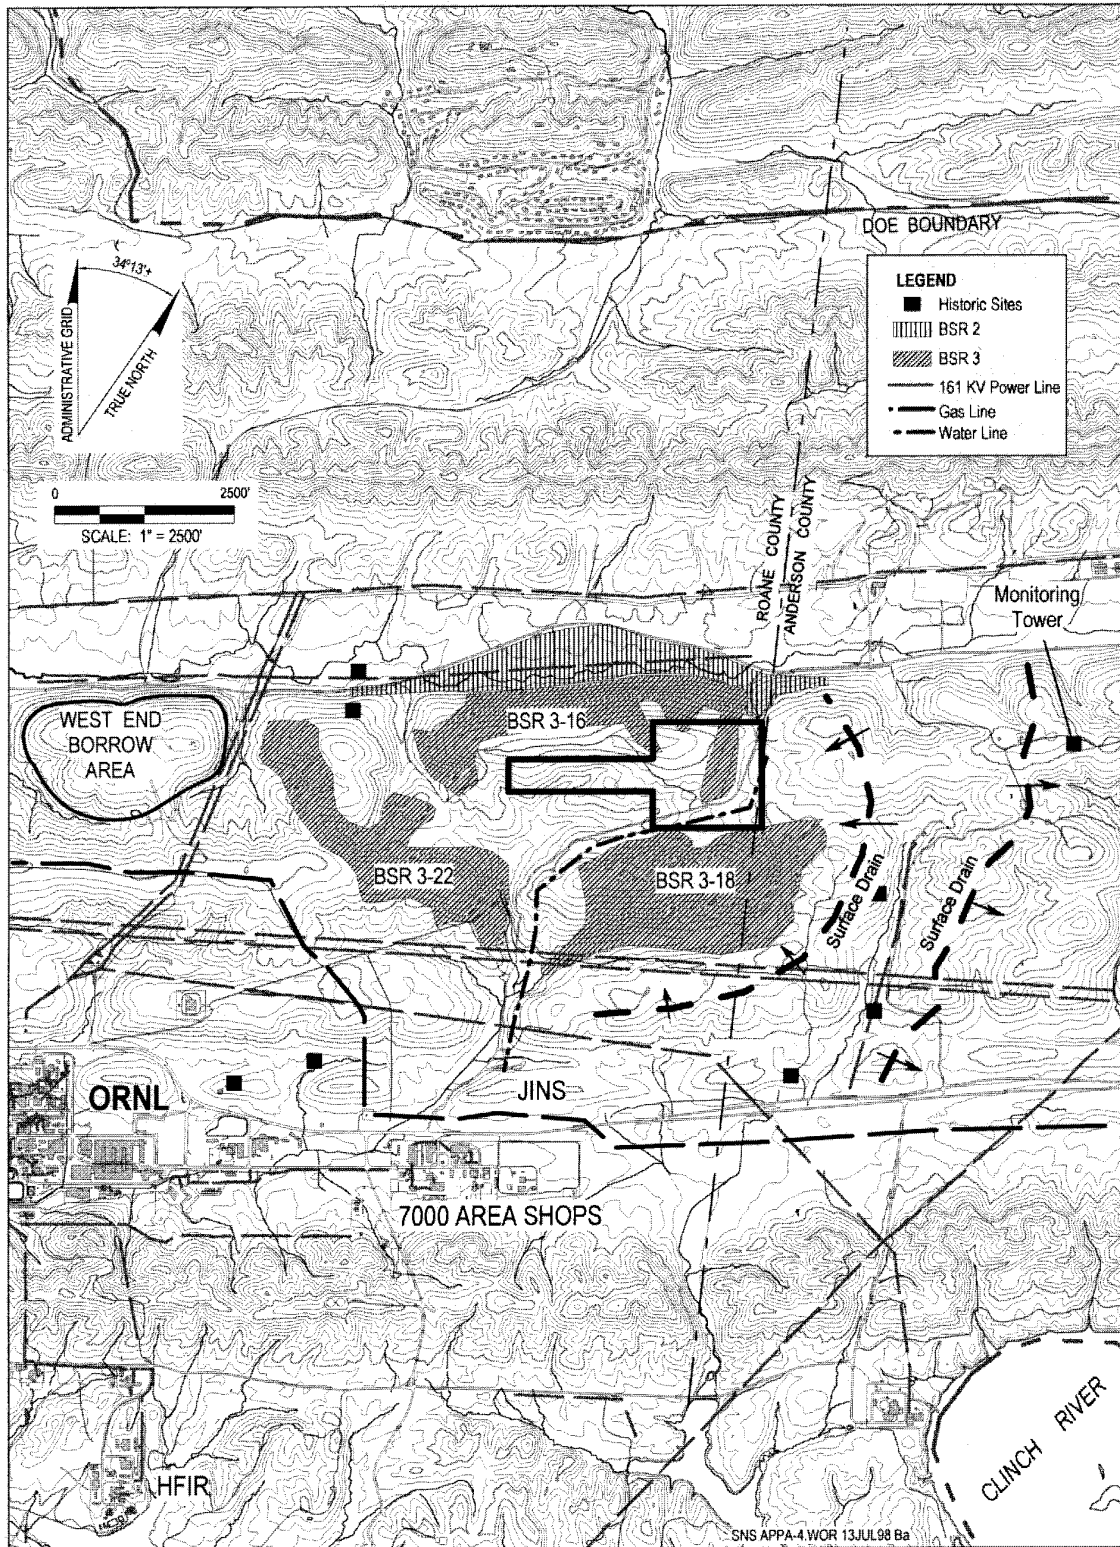 DOE BOUNDARY
34°13'+
ADMINISTRATIVE GRID
TRUE NORTH
LEGEND
Historic Sites
BSR 2
BSR 3
161 KV Power Line
Gas Line
Water Line
0 2500'
SCALE: 1" = 2500'
ROANE COUNTY
ANDERSON COUNTY
Monitoring
Tower
WEST END
BORROW
AREA
BSR 3-16
BSR 3-22
BSR 3-18
Surface Drain
Surface Drain
ORNL
JINS
7000 AREA SHOPS
HFIR
CLINCH RIVER
SNS APPA-4.WOR 13JUL98 Ba